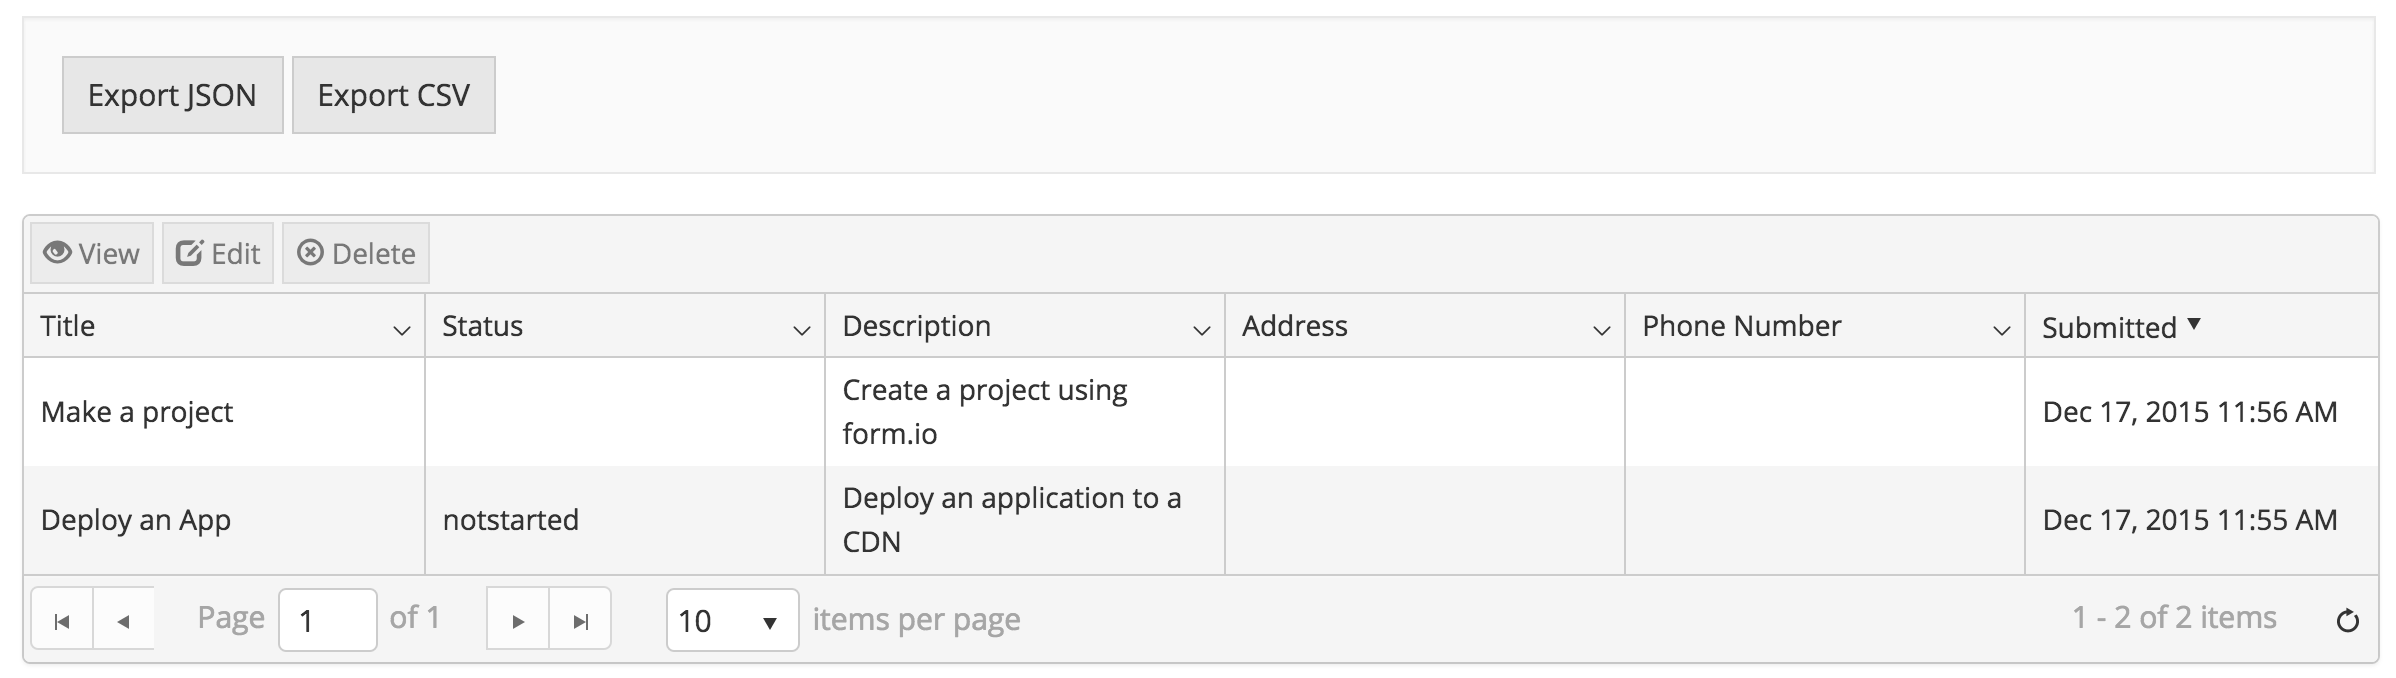 Export JSON Export CSV
View Edit Delete
Title Status Description Address Phone Number Submitted
Make a project Create a project using form.io Dec 17, 2015 11:56 AM
Deploy an App notstarted Deploy an application to a CDN Dec 17, 2015 11:55 AM
Page 1 of 1 10 items per page 1 - 2 of 2 items